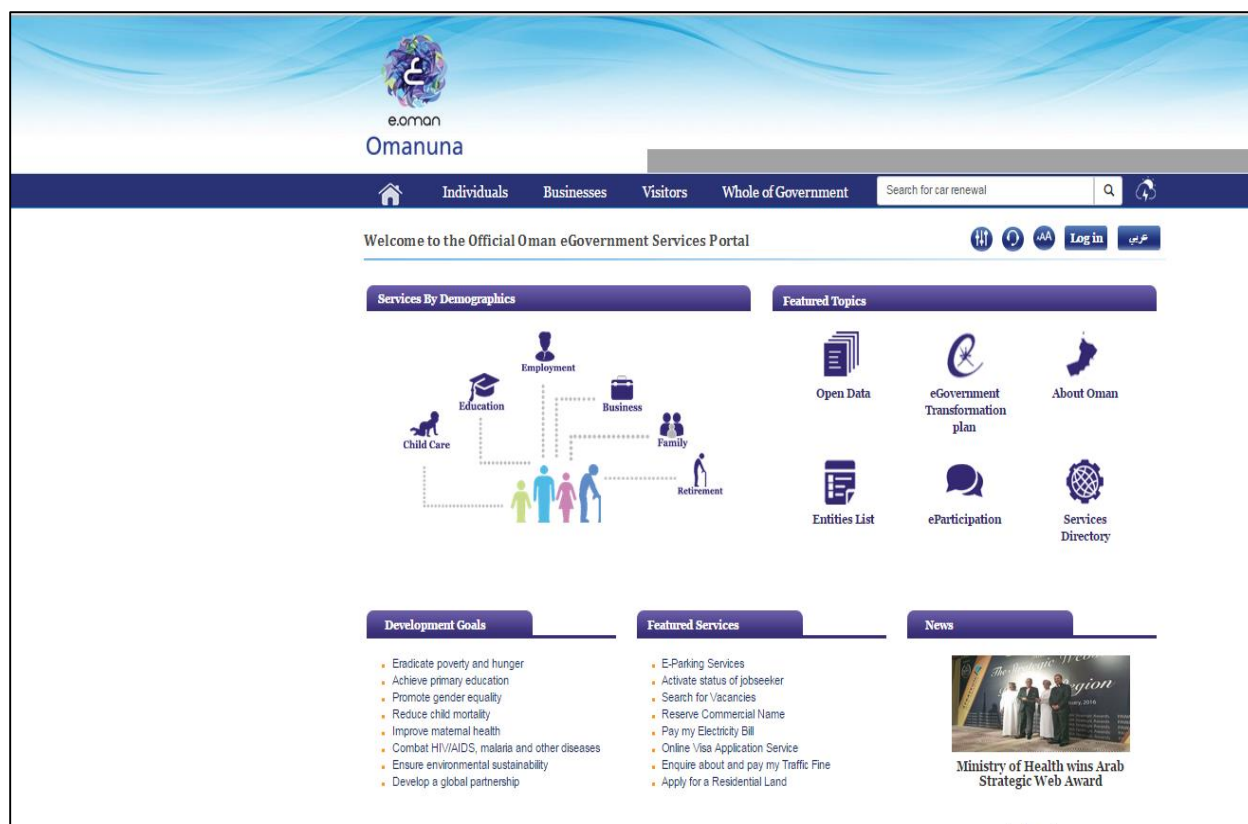 ع
e.oman
Omanuna
Individuals Businesses Visitors Whole of Government Search for car renewal
Welcome to the Official Oman eGovernment Services Portal AA Log in عربي
Services By Demographics
Employment
Education
Business
Child Care
Family
Retirement
Featured Topics
Open Data
eGovernment
Transformation
plan
About Oman
Entities List
eParticipation
Services
Directory
Development Goals
Eradicate poverty and hunger
Achieve primary education
Promote gender equality
Reduce child mortality
Improve maternal health
Combat HIV/AIDS, malaria and other diseases
Ensure environmental sustainability
Develop a global partnership
Featured Services
E-Parking Services
Activate status of jobseeker
Search for Vacancies
Reserve Commercial Name
Pay my Electricity Bill
Online Visa Application Service
Enquire about and pay my Traffic Fine
Apply for a Residential Land
News
The Strategic Web
Region
2016
Ministry of Health wins Arab
Strategic Web Award